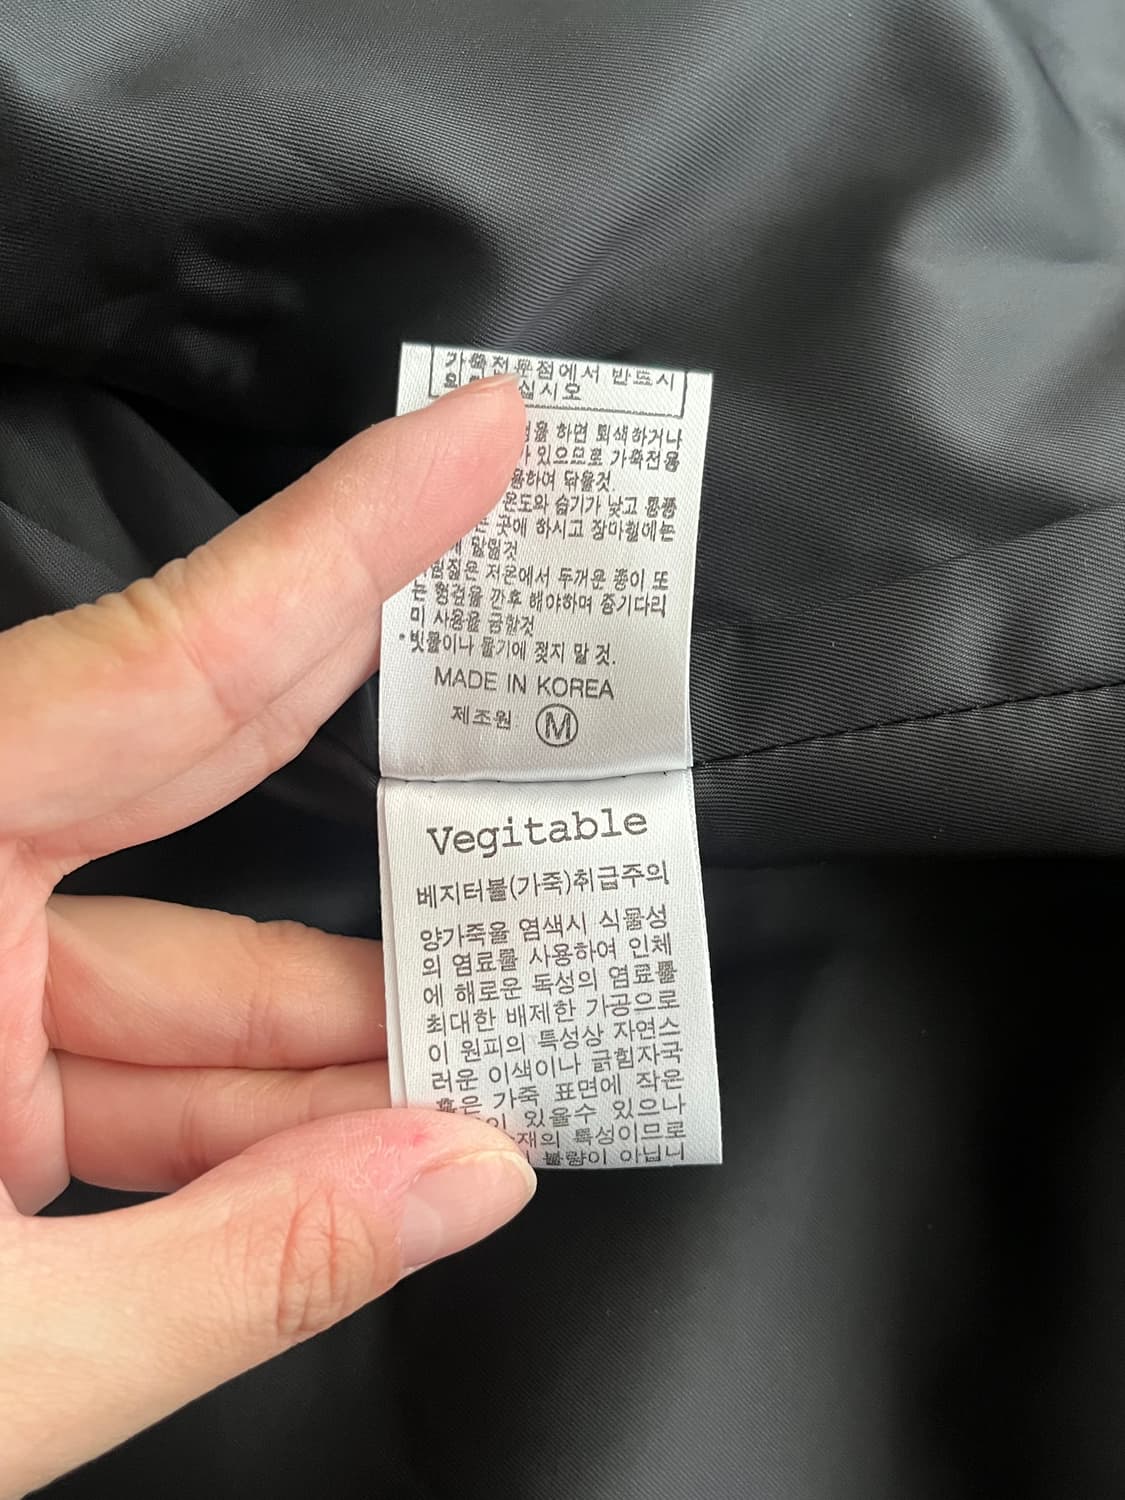 가죽전문점에서 반드시
십시오
하면 퇴색하거나
있으므로 가죽전용
용하여 닦을것.
온도와 습기가 낮고 통풍
곳에 하시고 장마철에는
말릴것
다림질은 저온에서 두꺼운 종이 또
는 헝겊을 깐후 해야하며 증기다리
미 사용을 금할것
*빗물이나 물기에 젖지 말 것.
MADE IN KOREA
제조원: Ⓜ
Vegitable
베지터블(가죽)취급주의
양가죽을 염색시 식물성
의 염료를 사용하여 인체
에 해로운 독성의 염료를
최대한 배제한 가공으로
이 원피의 특성상 자연스
러운 이색이나 긁힘자국
혹은 가죽 표면에 작은
있을수 있으나
소재의 특성이므로
불량이 아닙니